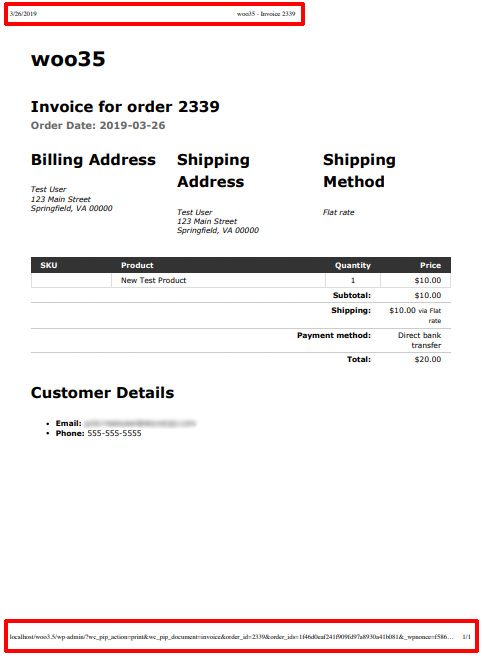 3/26/2019 woo35 - Invoice 2339
woo35
Invoice for order 2339
Order Date: 2019-03-26
Billing Address
Test User
123 Main Street
Springfield, VA 00000
Shipping
Address
Test User
123 Main Street
Springfield, VA 00000
Shipping
Method
Flat rate
SKU Product Quantity Price
New Test Product 1 $10.00
Subtotal: $10.00
Shipping: $10.00 via Flat
rate
Payment method: Direct bank
transfer
Total: $20.00
Customer Details
• Email:
• Phone: 555-555-5555
localhost/woo3.5/wp-admin/?wc_pip_action=print&wc_pip_document=invoice&order_id=2339&order_ids=1f46d0eaf241f909fd97a8930a41b081&_wpnonce=f586… 1/1